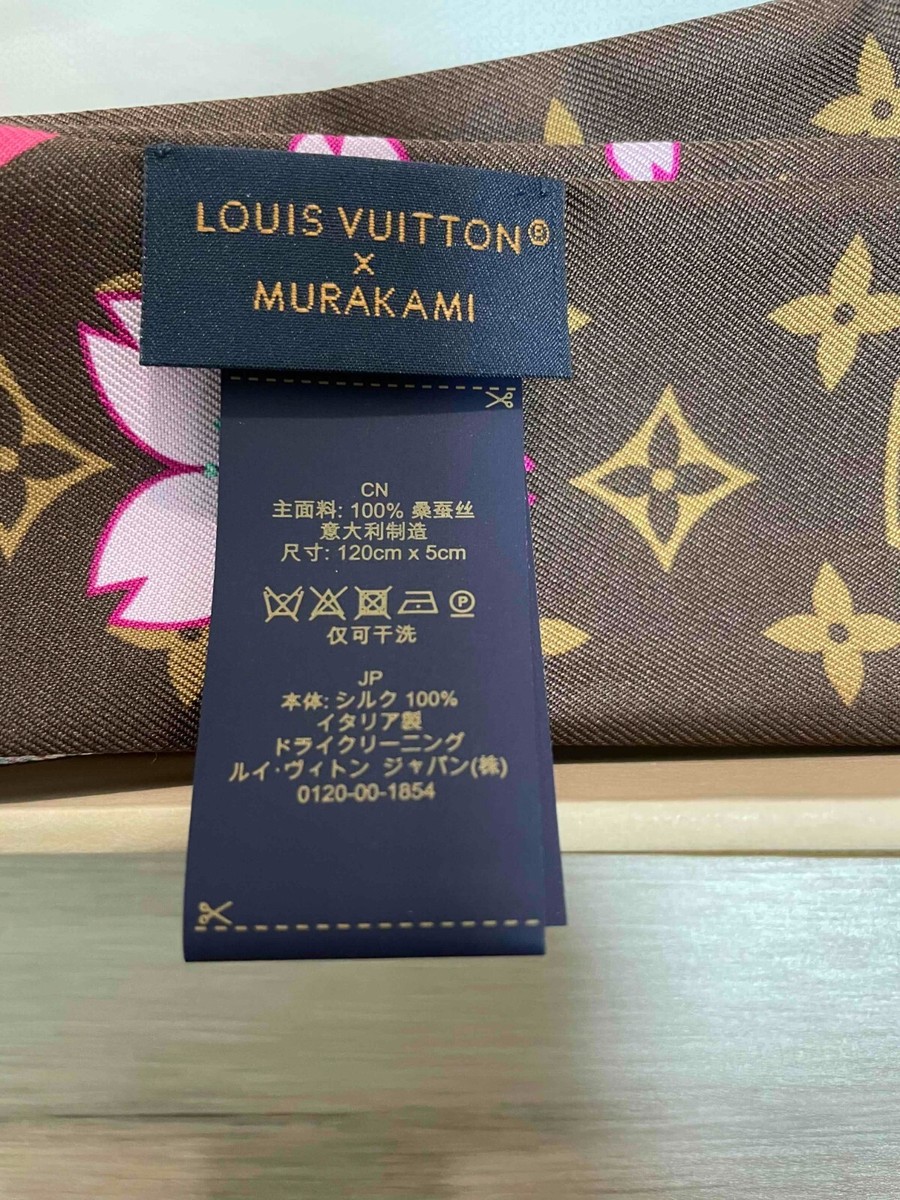 LOUIS VUITTON®
X
MURAKAMI
CN
主面料: 100% 桑蚕丝
意大利制造
尺寸: 120cm x 5cm
P
仅可干洗
JP
本体: シルク 100%
イタリア製
ドライクリーニング
ルイ・ヴィトン ジャパン(株)
0120-00-1854